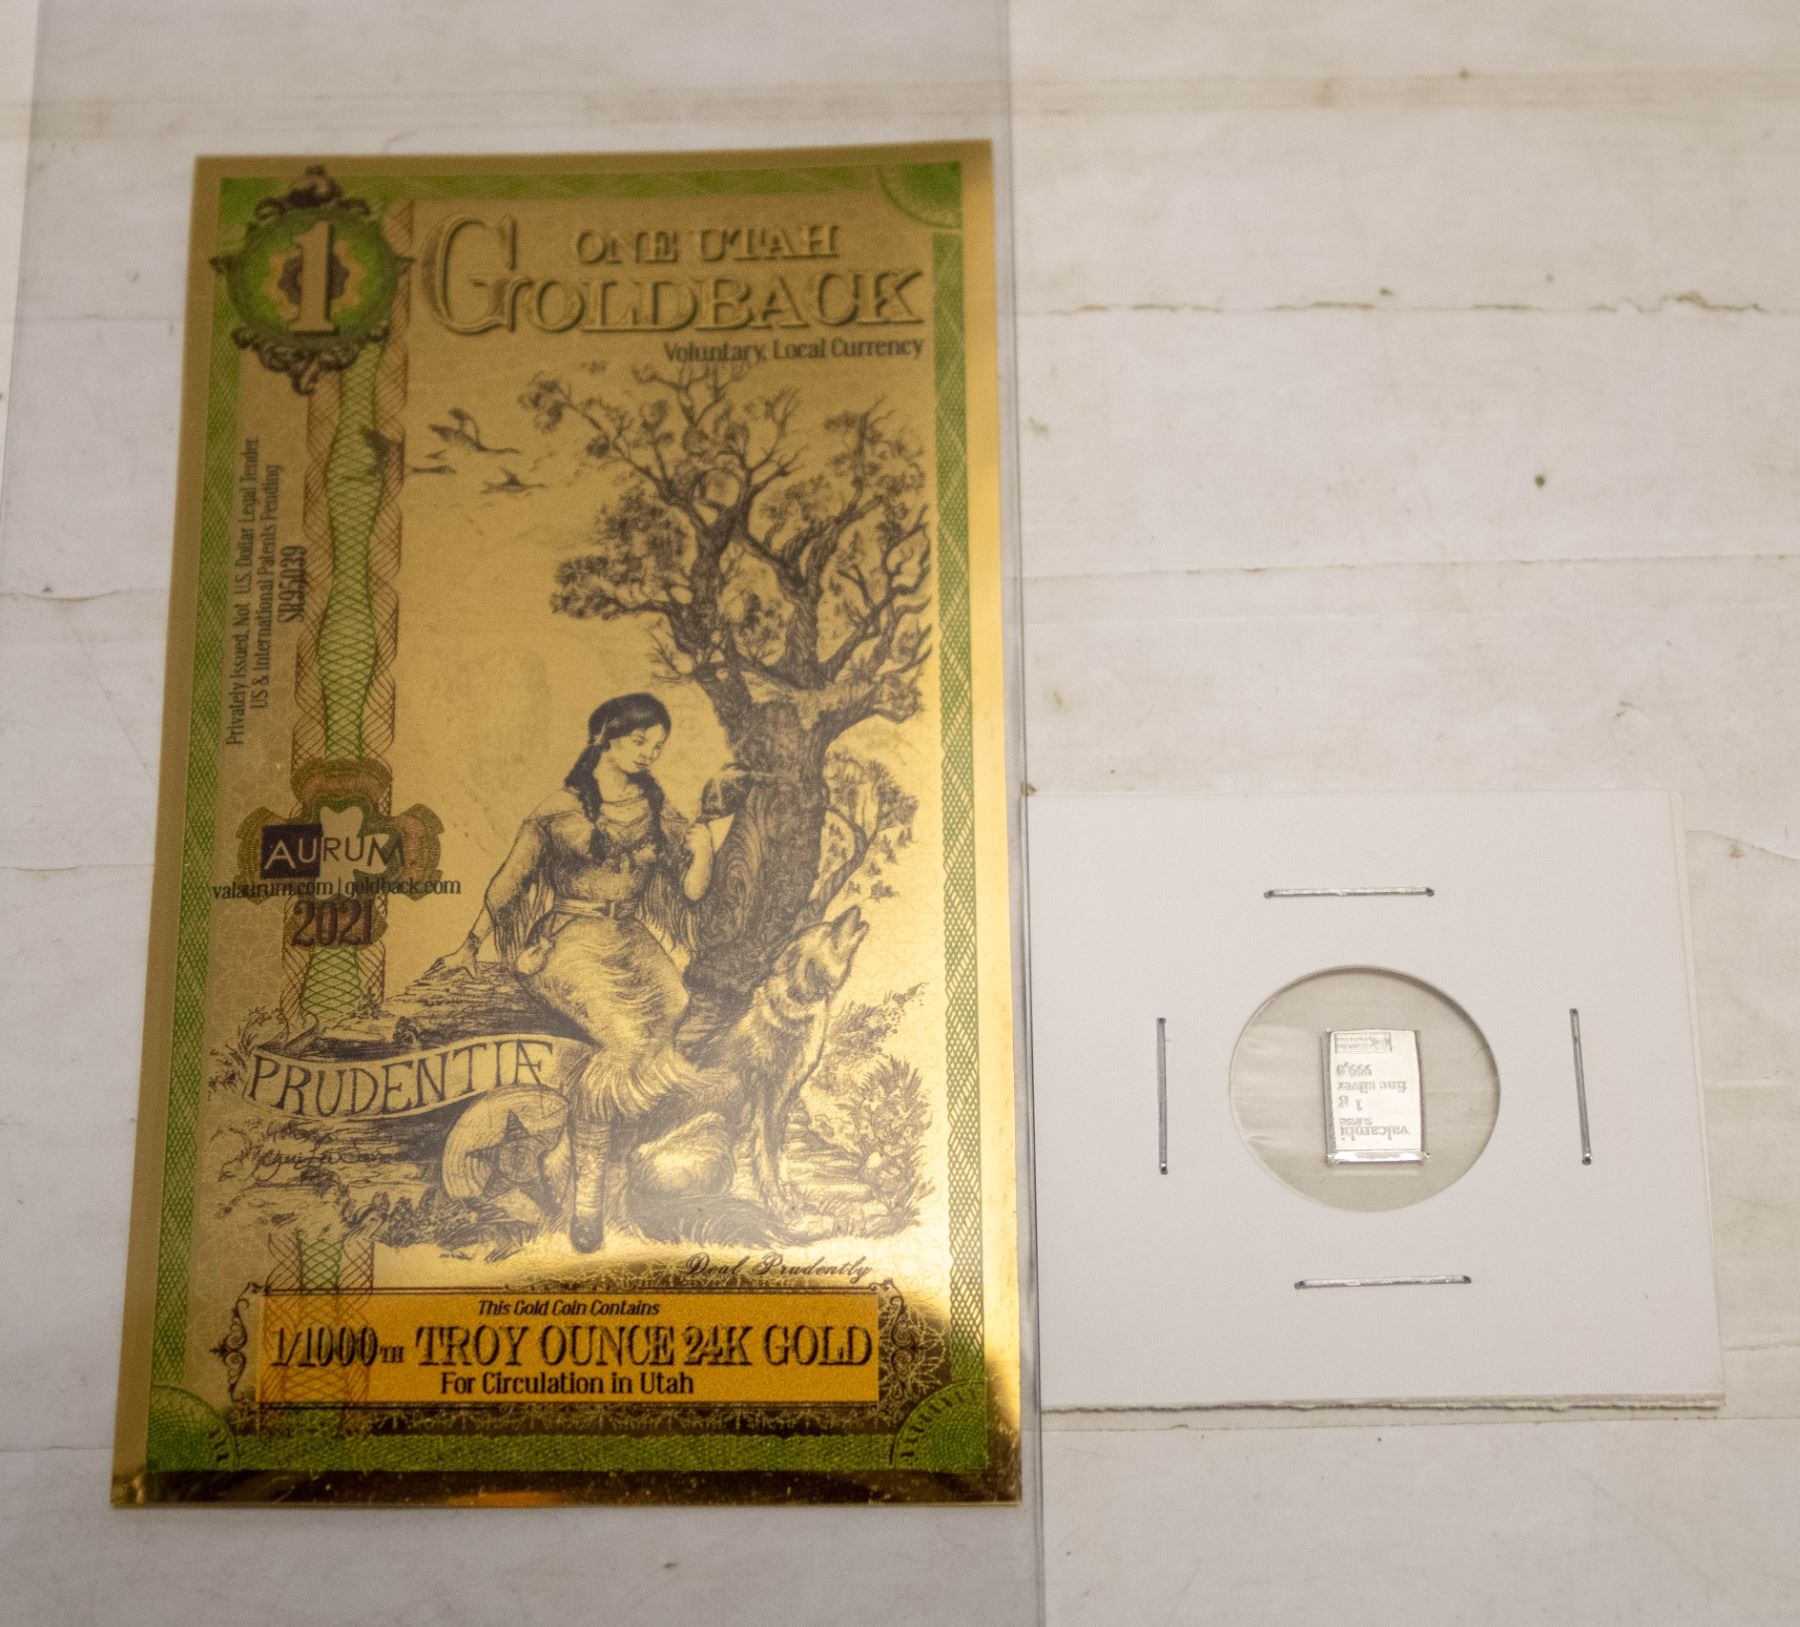 1
ONE UTAH
GOLDBACK
Voluntary, Local Currency
Privately Issued, Not U.S. Dollar Legal Tender
US & International Patents Pending
SR95039
AURUM
valaurum.com | goldback.com
2021
PRUDENTIÆ
Deal Prudently
This Gold Coin Contains
1/1000TH TROY OUNCE 24K GOLD
For Circulation in Utah
valcambi
suisse
1 g
fine silver
999,0